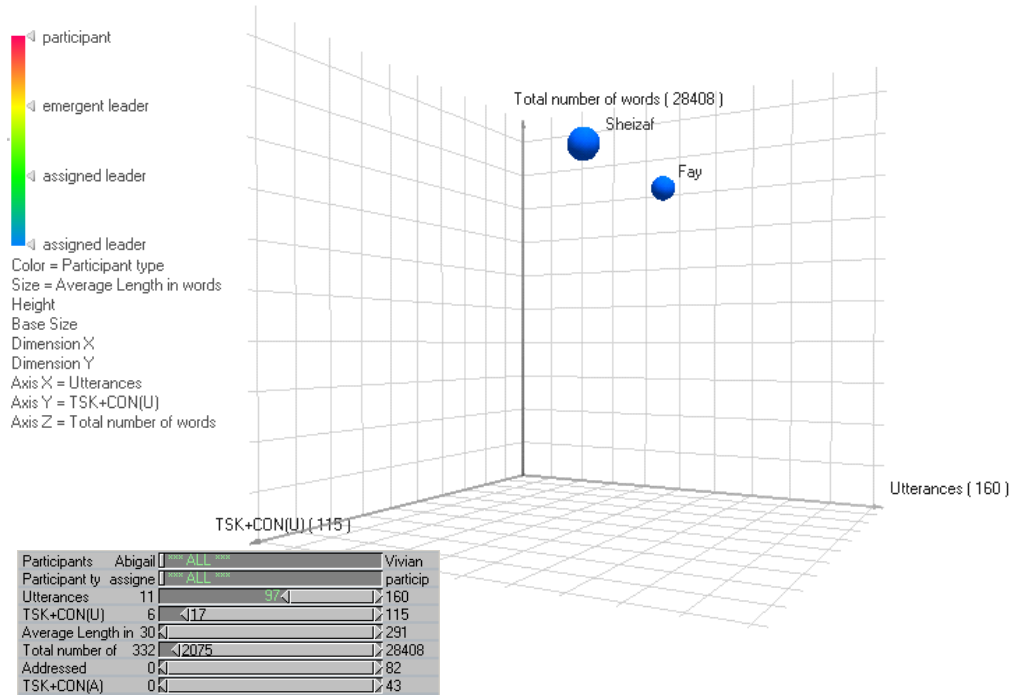 participant
emergent leader
assigned leader
assigned leader
Color = Participant type
Size = Average Length in words
Height
Base Size
Dimension X
Dimension Y
Axis X = Utterances
Axis Y = TSK+CON(U)
Axis Z = Total number of words
Total number of words ( 28408 )
Sheizaf
Fay
Utterances ( 160 )
TSK+CON(U) ( 115 )
Participants Abigail *** ALL *** Vivian
Participant ty assigne *** ALL *** particip
Utterances 11 97 160
TSK+CON(U) 6 17 115
Average Length in 30 291
Total number of 332 2075 28408
Addressed 0 82
TSK+CON(A) 0 43